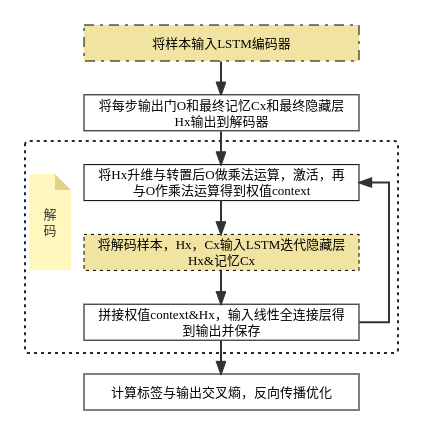 将样本输入LSTM编码器
将每步输出门O和最终记忆Cx和最终隐藏层
Hx输出到解码器
将Hx升维与转置后O做乘法运算，激活，再
与O作乘法运算得到权值context
解
码
将解码样本，Hx，Cx输入LSTM迭代隐藏层
Hx&记忆Cx
拼接权值context&Hx，输入线性全连接层得
到输出并保存
计算标签与输出交叉熵，反向传播优化